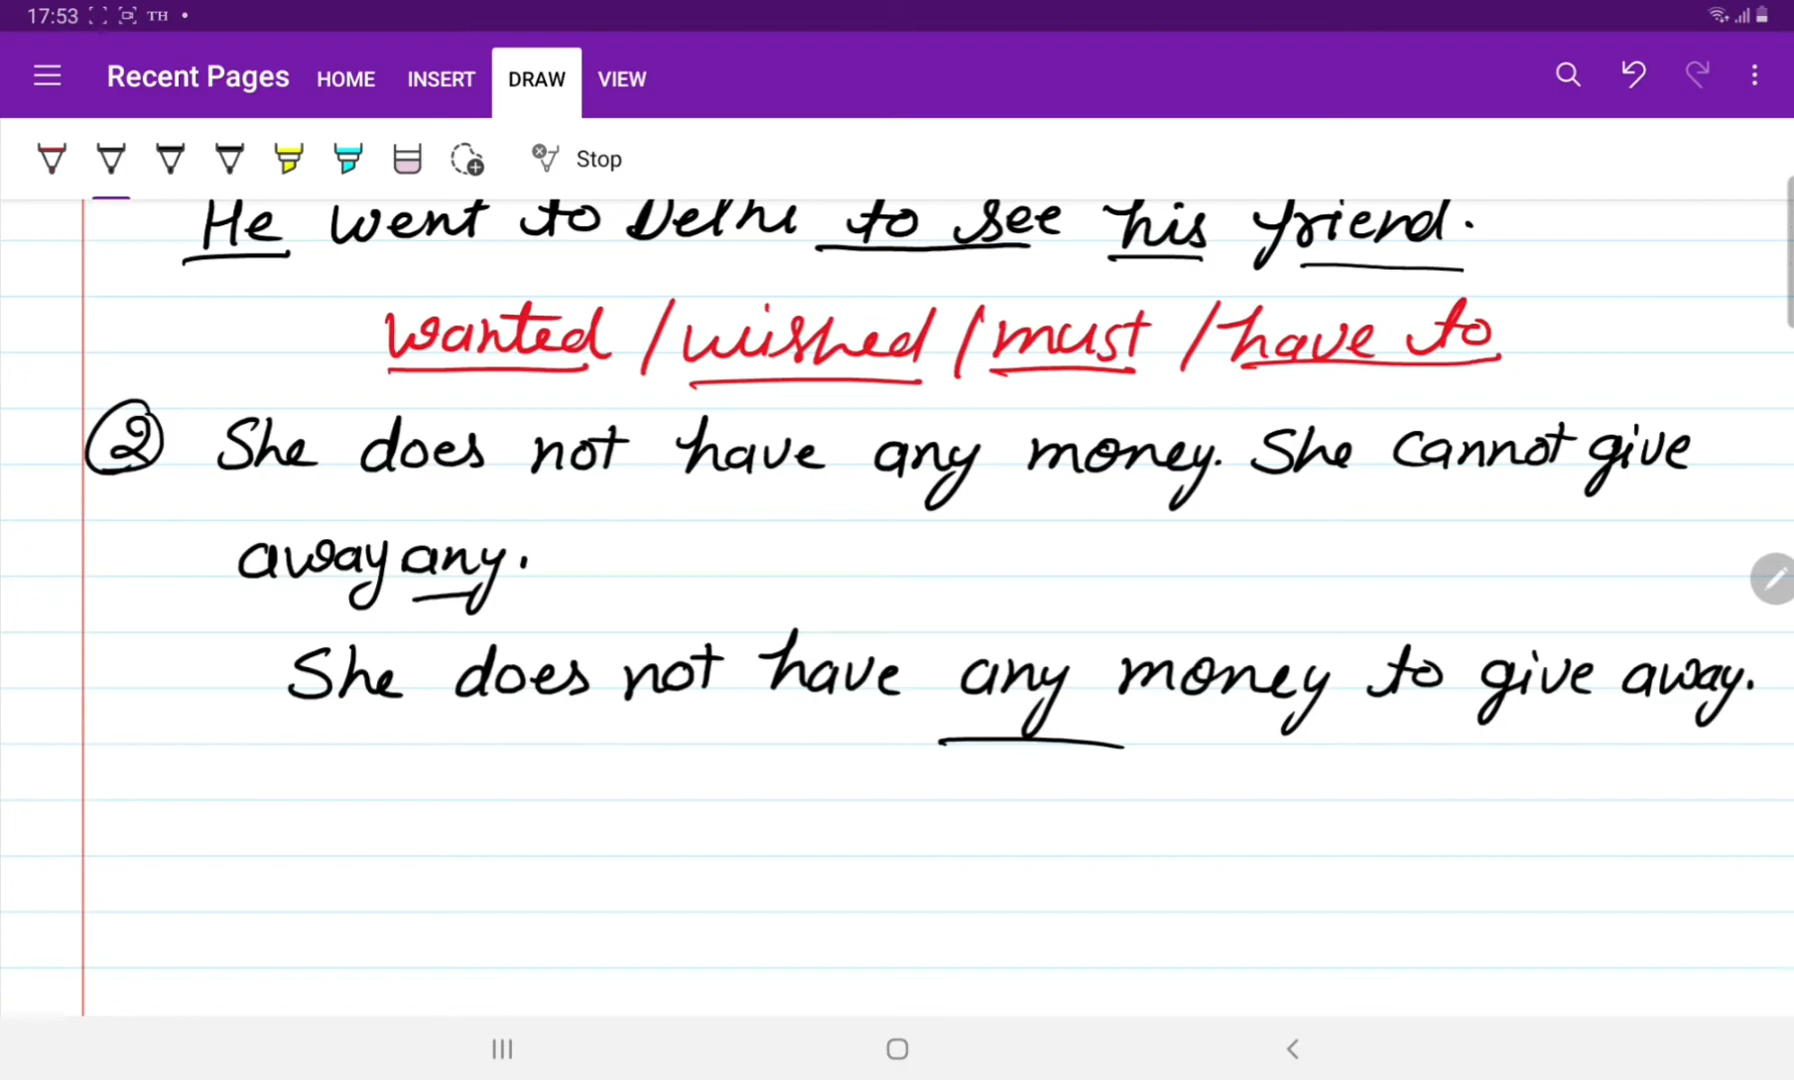 17:53 TH
Recent Pages HOME INSERT DRAW VIEW
Stop
He went to Delhi to see his friend.
wanted / wished / must / have to
② She does not have any money. She cannot give
away any.
She does not have any money to give away.